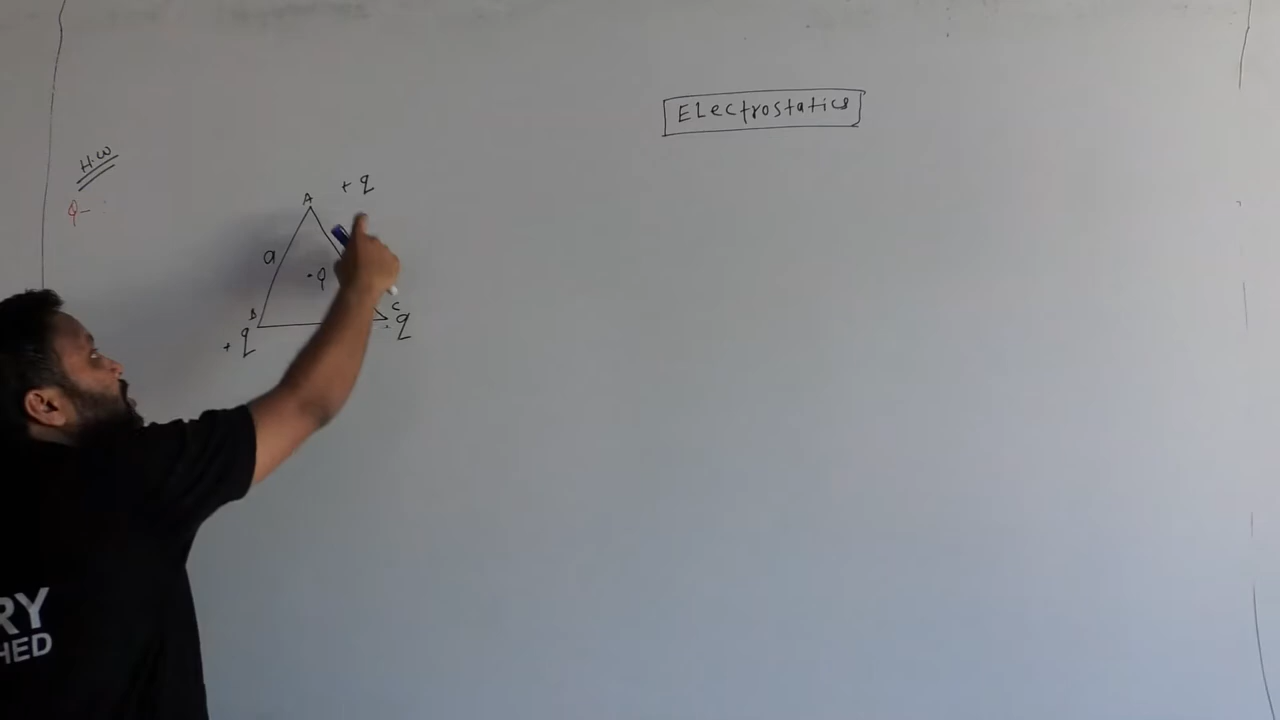 ELectrostatics
H.W
Q-
+ q
A
a
Q
B
C
+ q
q
RY
HED